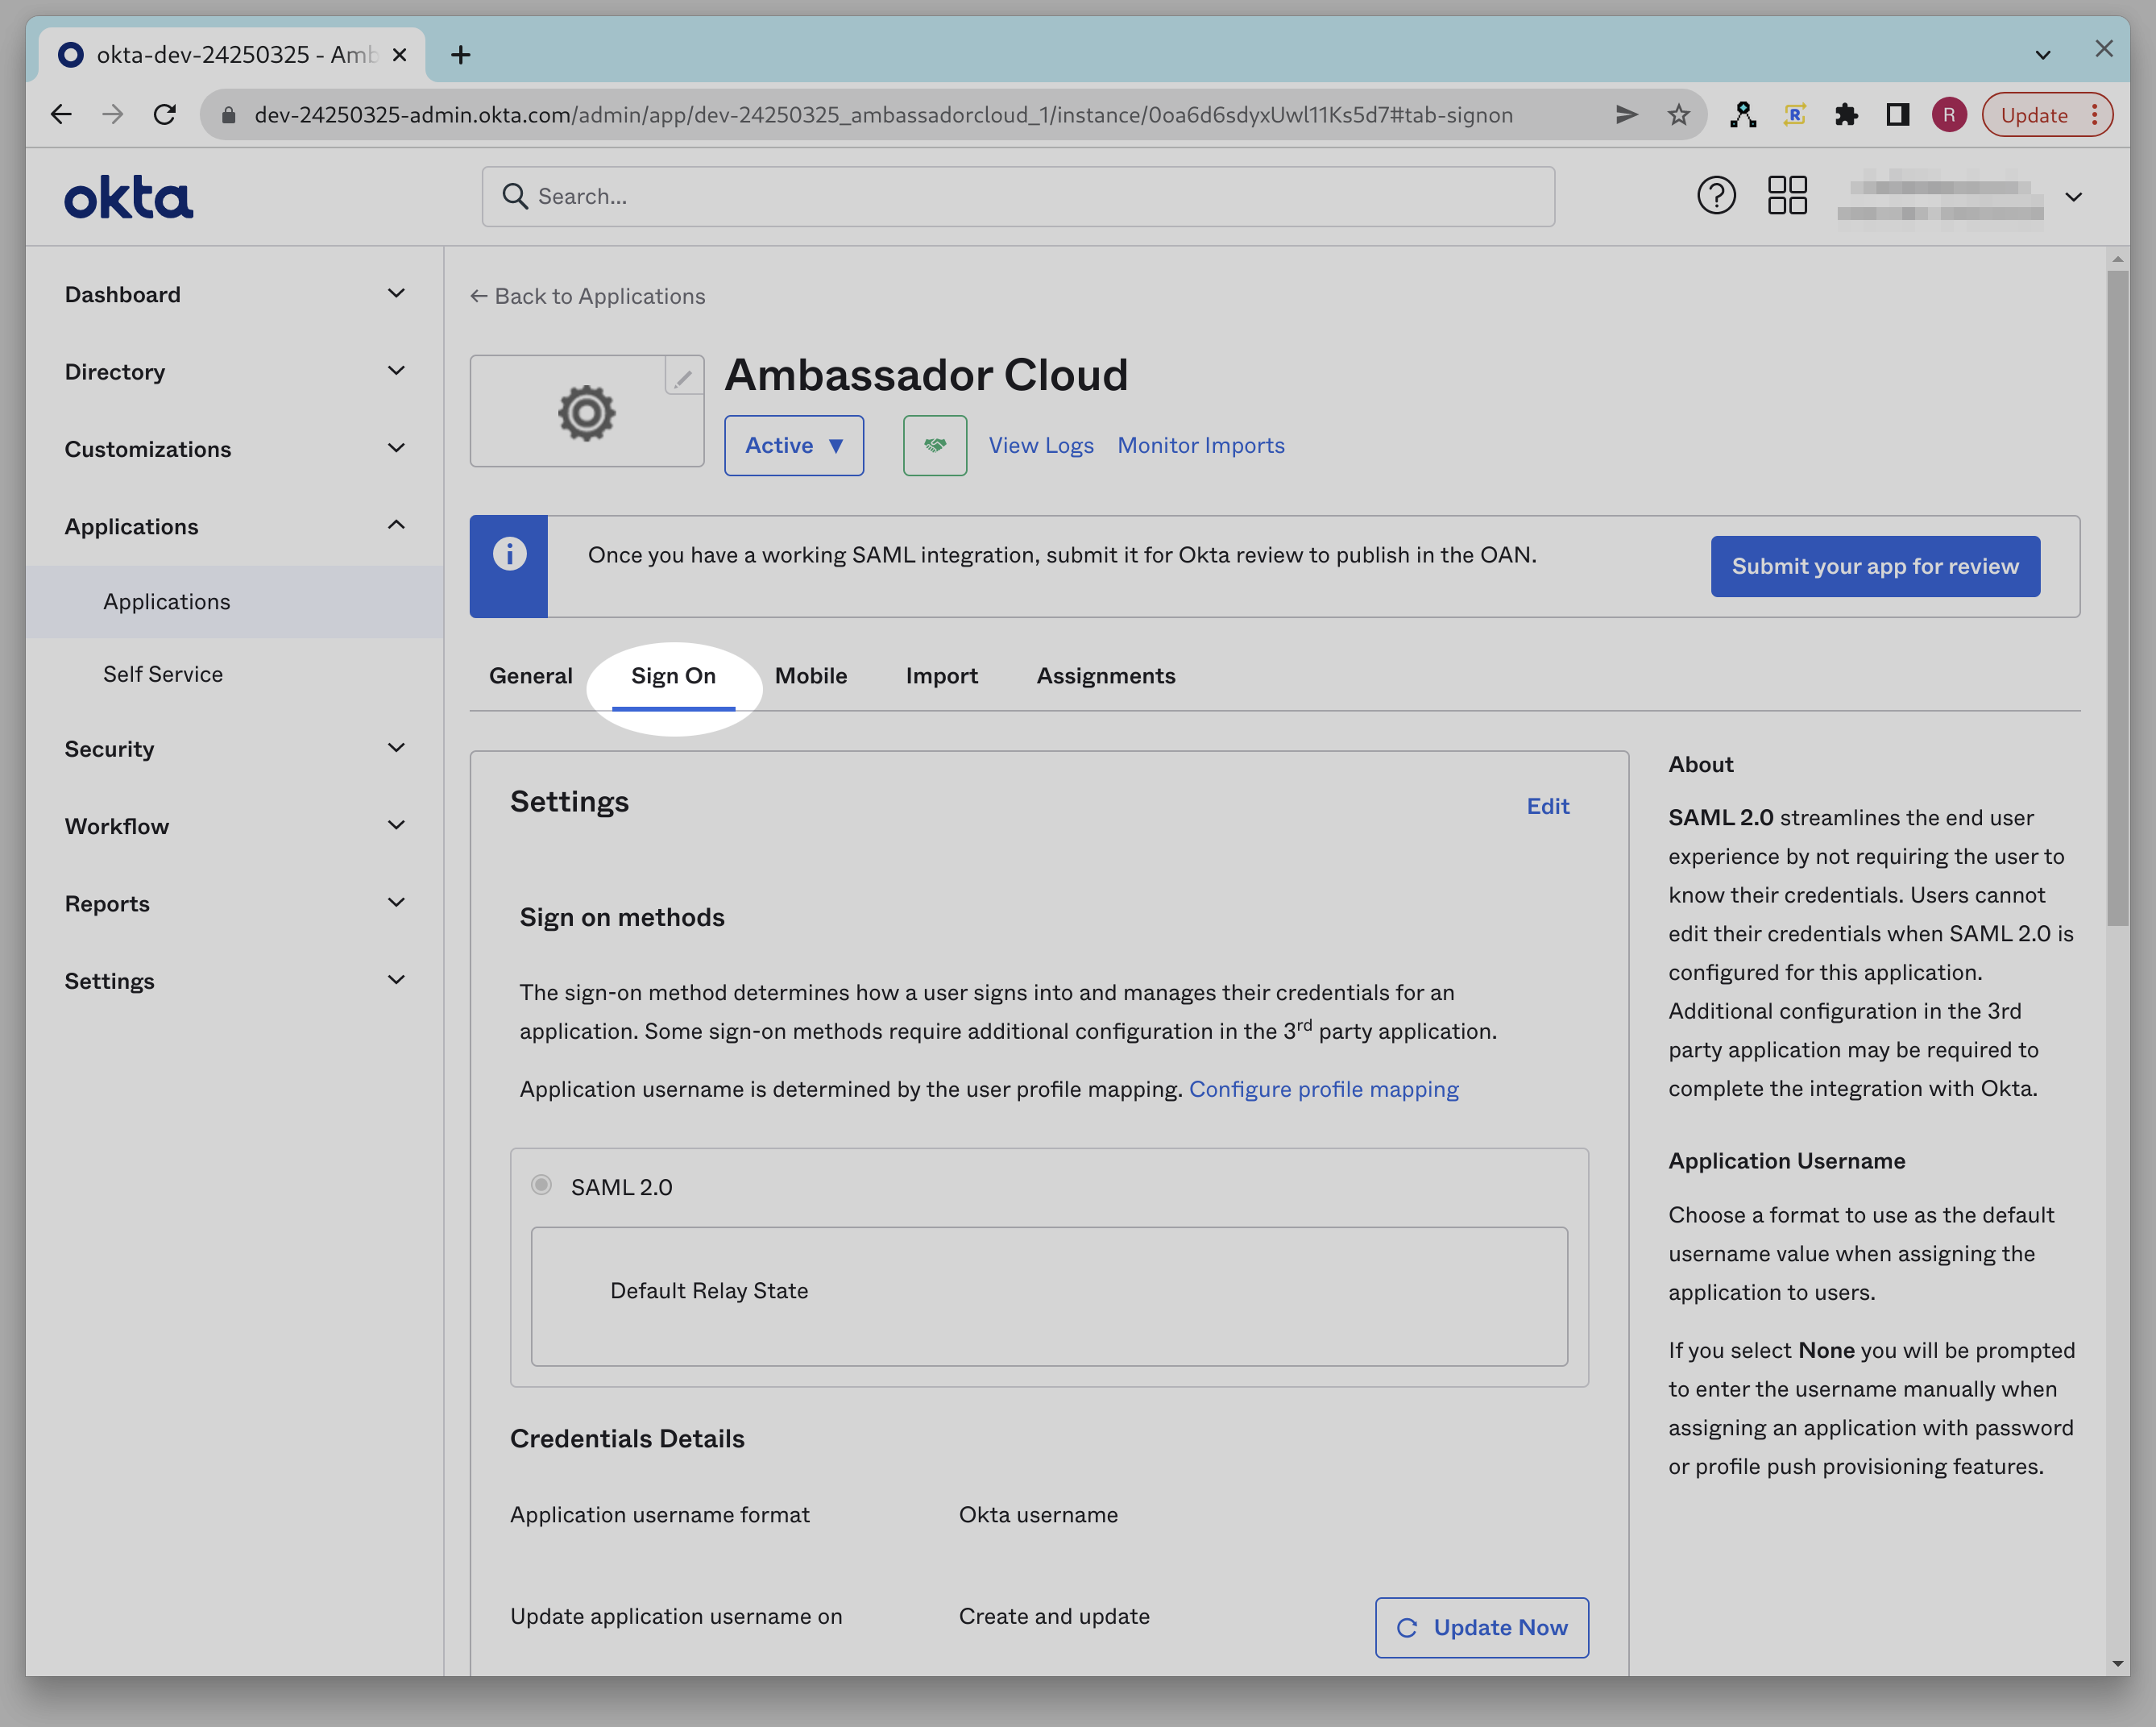 okta-dev-24250325 - Amb
dev-24250325-admin.okta.com/admin/app/dev-24250325_ambassadorcloud_1/instance/0oa6d6sdyxUwl11Ks5d7#tab-signon
R
R
Update
okta
Search...
Dashboard
Directory
Customizations
Applications
Applications
Self Service
Security
Workflow
Reports
Settings
← Back to Applications
Ambassador Cloud
Active ▼
View Logs
Monitor Imports
Once you have a working SAML integration, submit it for Okta review to publish in the OAN.
Submit your app for review
General
Sign On
Mobile
Import
Assignments
Settings
Edit
Sign on methods
The sign-on method determines how a user signs into and manages their credentials for an
application. Some sign-on methods require additional configuration in the 3rd party application.
Application username is determined by the user profile mapping. Configure profile mapping
SAML 2.0
Default Relay State
Credentials Details
Application username format
Okta username
Update application username on
Create and update
Update Now
About
SAML 2.0 streamlines the end user
experience by not requiring the user to
know their credentials. Users cannot
edit their credentials when SAML 2.0 is
configured for this application.
Additional configuration in the 3rd
party application may be required to
complete the integration with Okta.
Application Username
Choose a format to use as the default
username value when assigning the
application to users.
If you select None you will be prompted
to enter the username manually when
assigning an application with password
or profile push provisioning features.